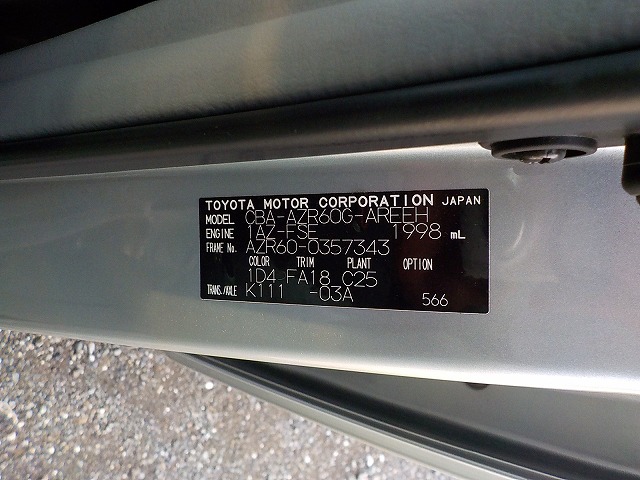 TOYOTA MOTOR CORPORATION JAPAN
MODEL CBA-AZR60G-AREEH
ENGINE 1AZ-FSE 1998 mL
FRAME No. AZR60-0357343
COLOR TRIM PLANT OPTION
1D4 FA18 C25
TRANS./AXLE K111 -03A
566